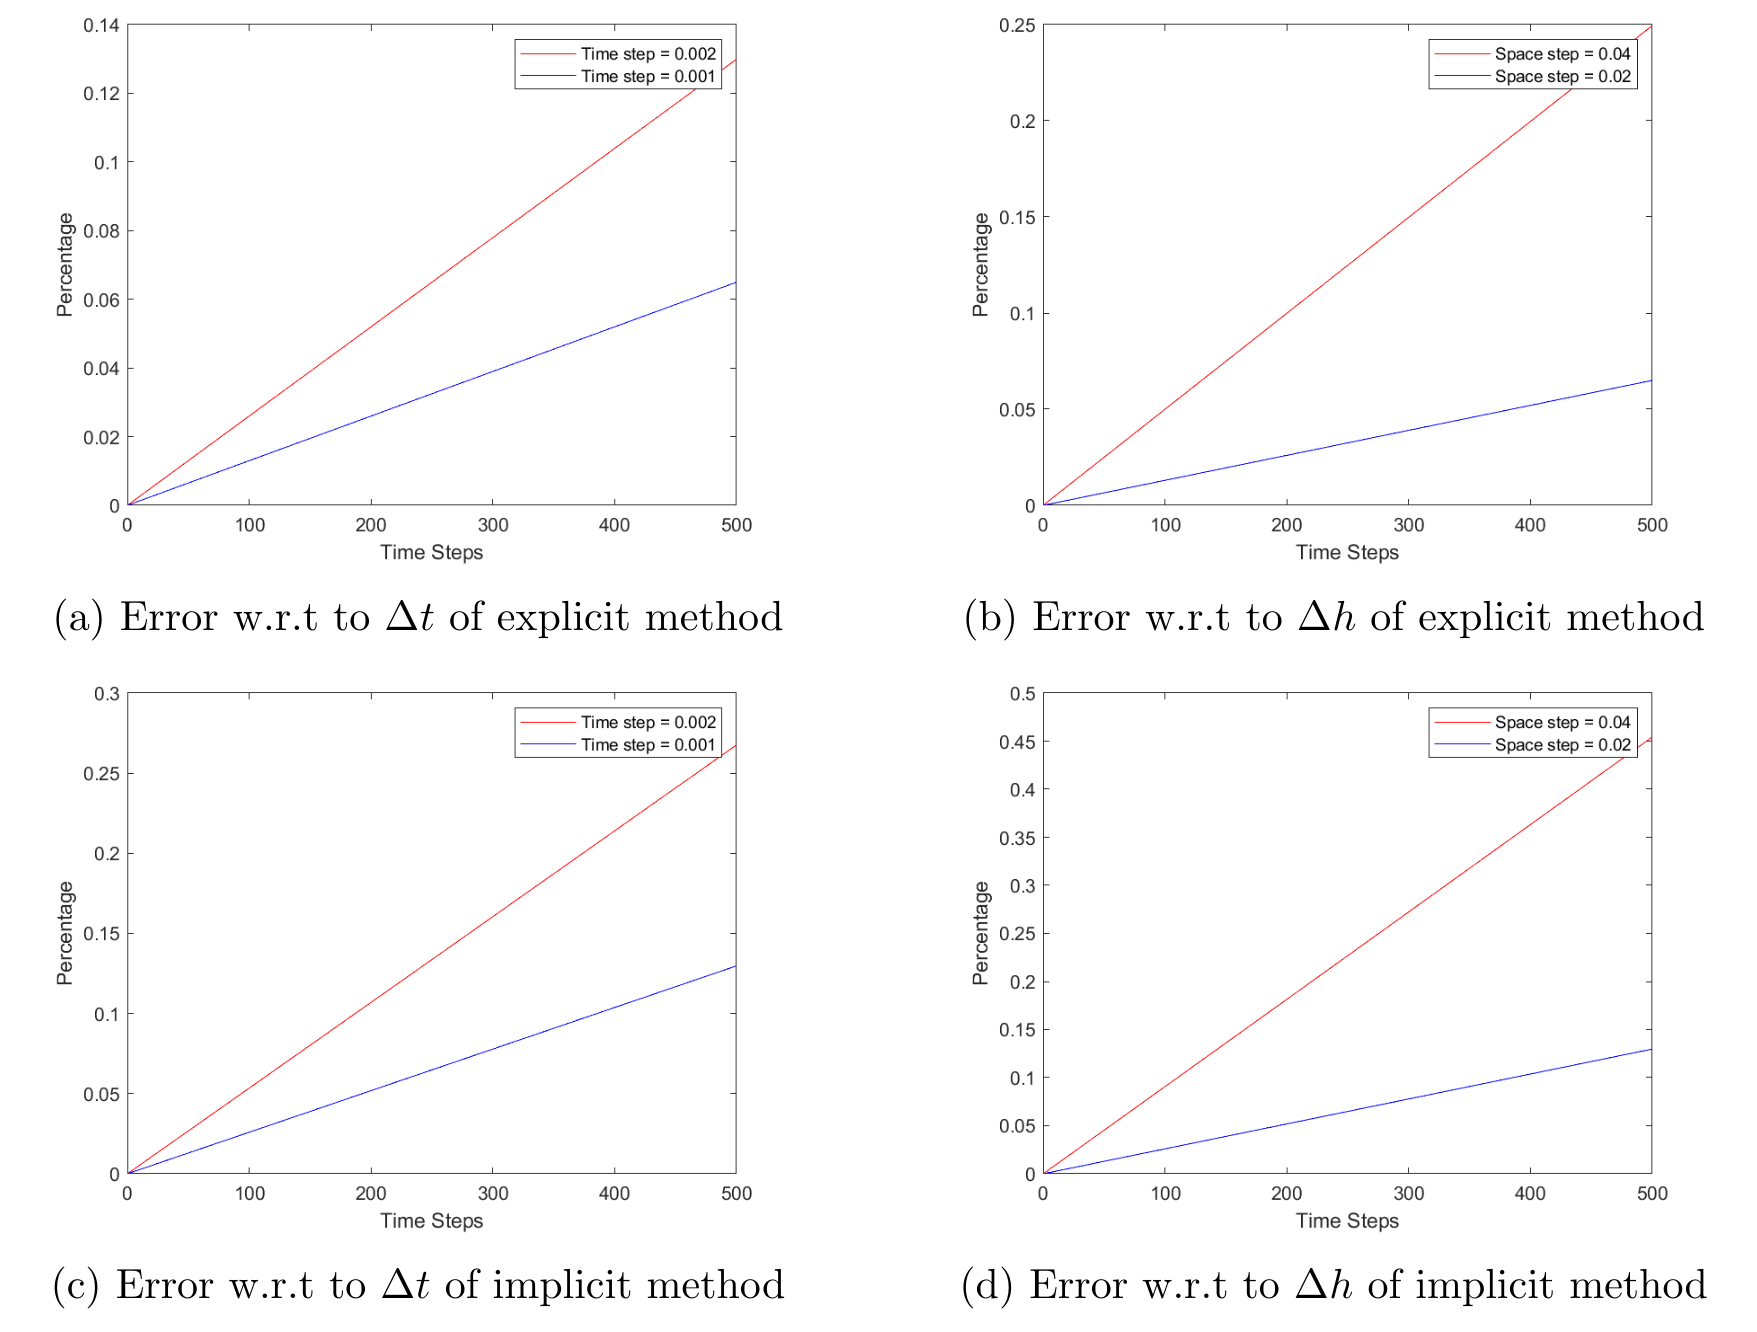 0.14
0.12
0.1
0.08
0.06
0.04
0.02
0
Percentage
0 100 200 300 400 500
Time Steps
Time step = 0.002
Time step = 0.001
(a) Error w.r.t to Δt of explicit method
0.25
0.2
0.15
0.1
0.05
0
Percentage
0 100 200 300 400 500
Time Steps
Space step = 0.04
Space step = 0.02
(b) Error w.r.t to Δh of explicit method
0.3
0.25
0.2
0.15
0.1
0.05
0
Percentage
0 100 200 300 400 500
Time Steps
Time step = 0.002
Time step = 0.001
(c) Error w.r.t to Δt of implicit method
0.5
0.45
0.4
0.35
0.3
0.25
0.2
0.15
0.1
0.05
0
Percentage
0 100 200 300 400 500
Time Steps
Space step = 0.04
Space step = 0.02
(d) Error w.r.t to Δh of implicit method